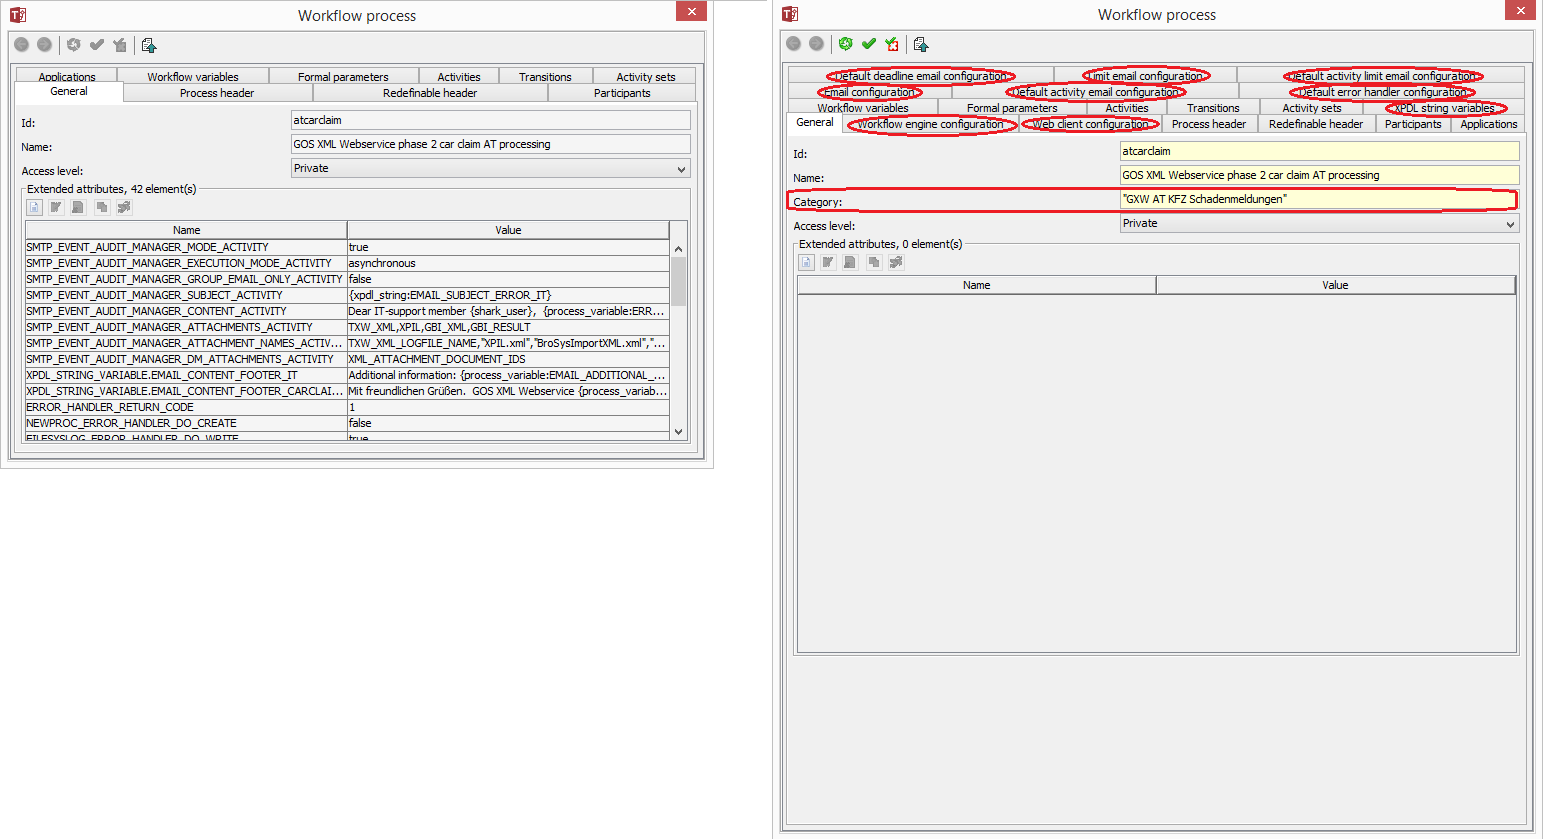 Workflow process
Applications Workflow variables Formal parameters Activities Transitions Activity sets
General Process header Redefinable header Participants
Id: atcarclaim
Name: GOS XML Webservice phase 2 car claim AT processing
Access level: Private
Extended attributes, 42 element(s)
Name Value
SMTP_EVENT_AUDIT_MANAGER_MODE_ACTIVITY true
SMTP_EVENT_AUDIT_MANAGER_EXECUTION_MODE_ACTIVITY asynchronous
SMTP_EVENT_AUDIT_MANAGER_GROUP_EMAIL_ONLY_ACTIVITY false
SMTP_EVENT_AUDIT_MANAGER_SUBJECT_ACTIVITY {xpdl_string:EMAIL_SUBJECT_ERROR_IT}
SMTP_EVENT_AUDIT_MANAGER_CONTENT_ACTIVITY Dear IT-support member {shark_user}, {process_variable:ERR...
SMTP_EVENT_AUDIT_MANAGER_ATTACHMENTS_ACTIVITY TXW_XML,XPIL,GBI_XML,GBI_RESULT
SMTP_EVENT_AUDIT_MANAGER_ATTACHMENT_NAMES_ACTIV... TXW_XML_LOGFILE_NAME,"XPIL.xml","BroSysImportXML.xml","...
SMTP_EVENT_AUDIT_MANAGER_DM_ATTACHMENTS_ACTIVITY XML_ATTACHMENT_DOCUMENT_IDS
XPDL_STRING_VARIABLE.EMAIL_CONTENT_FOOTER_IT Additional information: {process_variable:EMAIL_ADDITIONAL_...
XPDL_STRING_VARIABLE.EMAIL_CONTENT_FOOTER_CARCLAI... Mit freundlichen Grüßen. GOS XML Webservice {process_variab...
ERROR_HANDLER_RETURN_CODE 1
NEWPROC_ERROR_HANDLER_DO_CREATE false
FILESYSLOG_ERROR_HANDLER_DO_WRITE true
Workflow process
Default deadline email configuration Limit email configuration Default activity limit email configuration
Email configuration Default activity email configuration Default error handler configuration
Workflow variables Formal parameters Activities Transitions Activity sets XPDL string variables
General Workflow engine configuration Web client configuration Process header Redefinable header Participants Applications
Id: atcarclaim
Name: GOS XML Webservice phase 2 car claim AT processing
Category: "GXW AT KFZ Schadenmeldungen"
Access level: Private
Extended attributes, 0 element(s)
Name Value